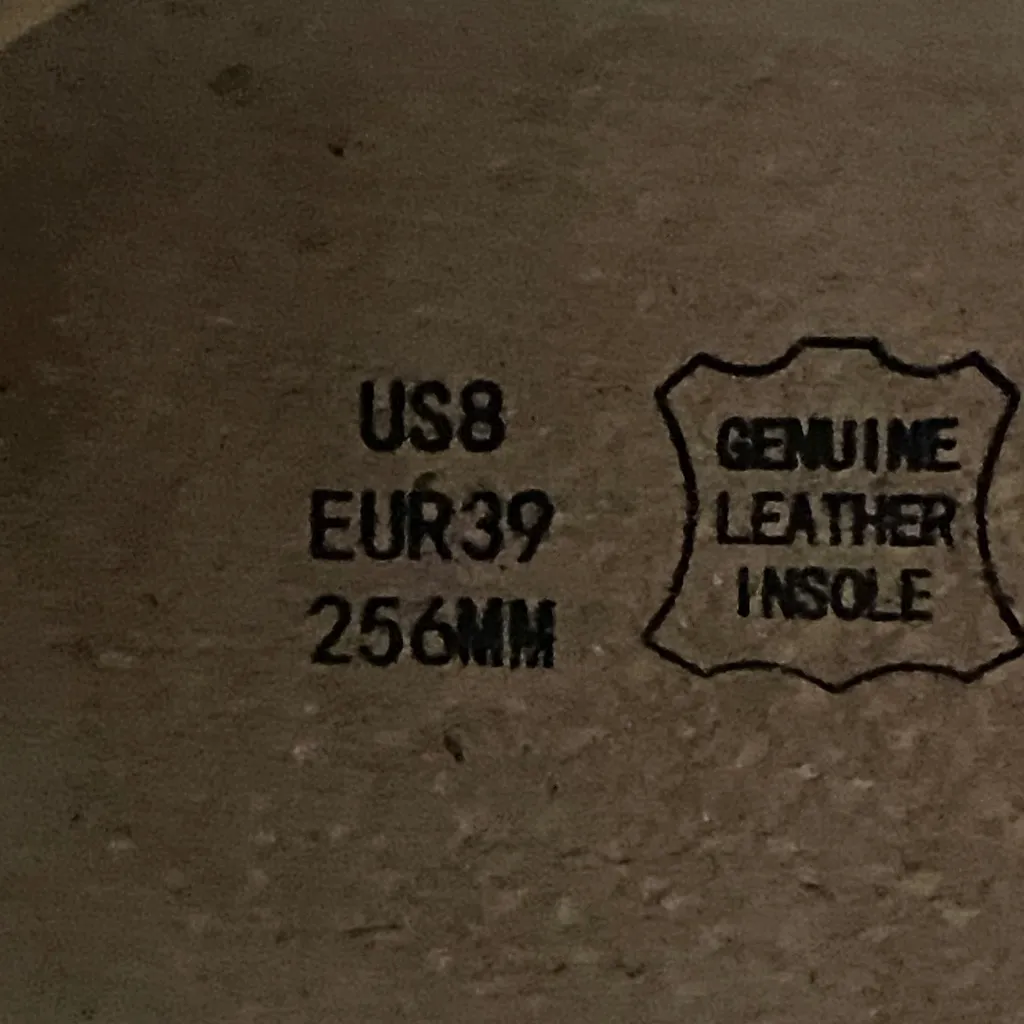 US8
EUR39
256MM
GENUINE
LEATHER
INSOLE